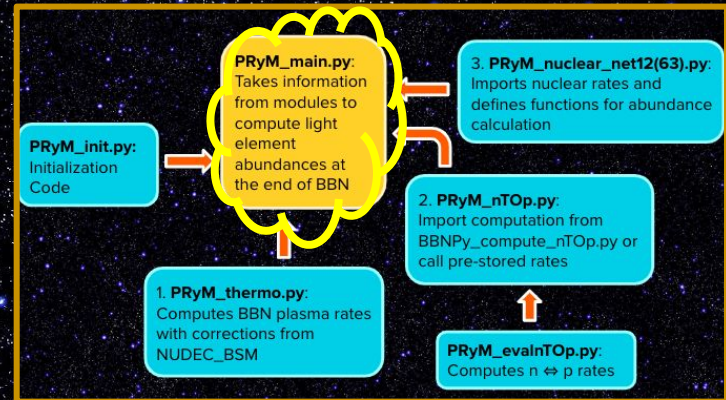 PRyM_main.py:
Takes information
from modules to
compute light
element
abundances at
the end of BBN
3. PRyM_nuclear_net12(63).py:
Imports nuclear rates and
defines functions for abundance
calculation
PRyM_init.py:
Initialization
Code
2. PRyM_nTOp.py:
Import computation from
BBNPy_compute_nTOp.py or
call pre-stored rates
1. PRyM_thermo.py:
Computes BBN plasma rates
with corrections from
NUDEC_BSM
PRyM_evalnTOp.py:
Computes n ⇔ p rates